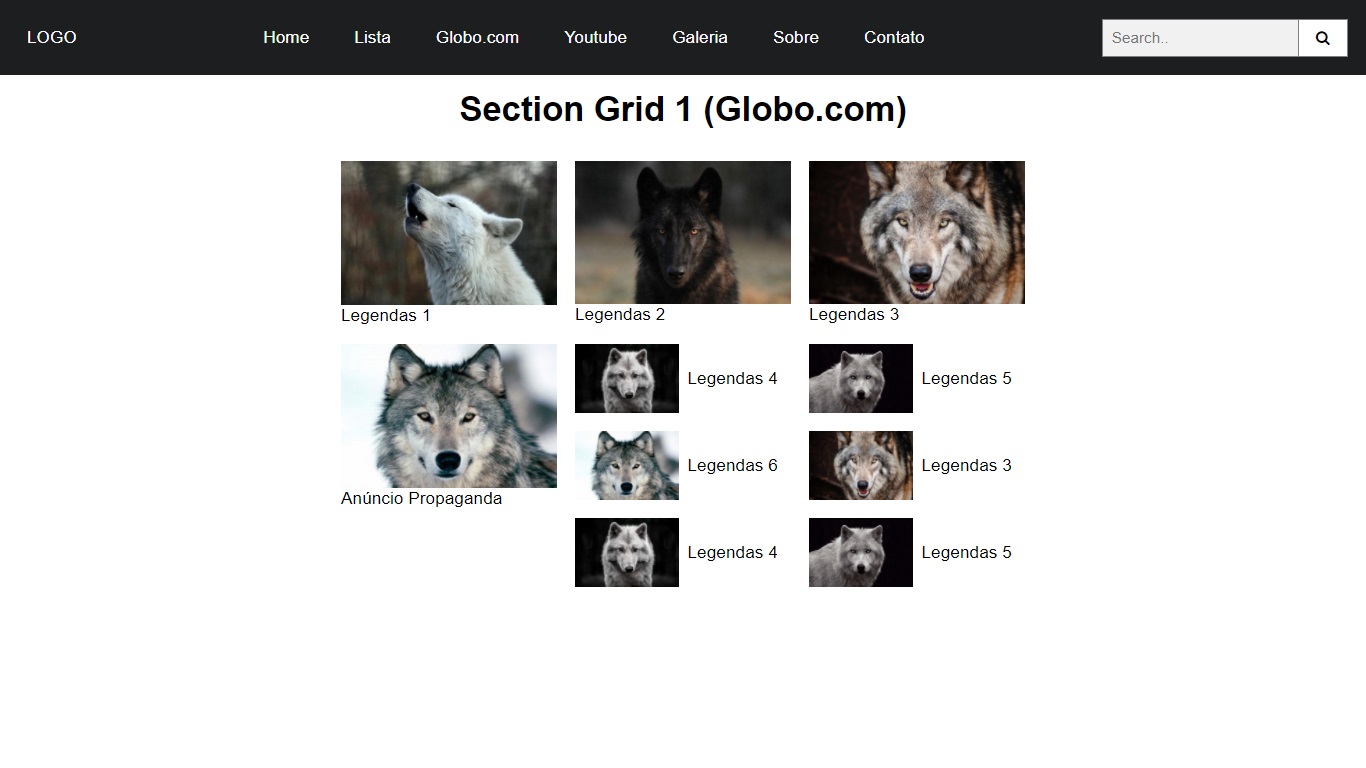 LOGO Home Lista Globo.com Youtube Galeria Sobre Contato Search..
Section Grid 1 (Globo.com)
Legendas 1 Legendas 2 Legendas 3
Legendas 4 Legendas 5
Legendas 6 Legendas 3
Anúncio Propaganda
Legendas 4 Legendas 5